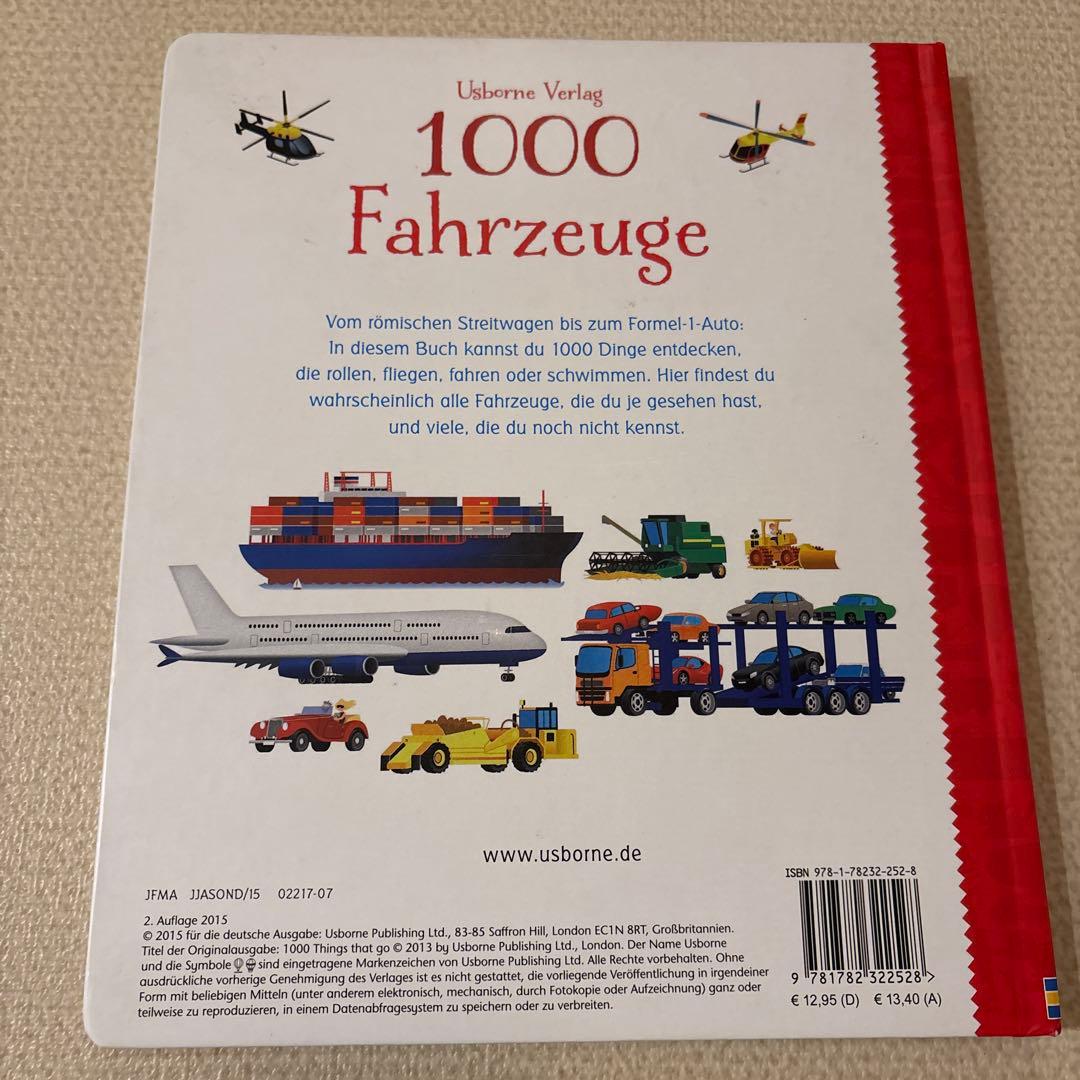 Usborne Verlag
1000
Fahrzeuge
Vom römischen Streitwagen bis zum Formel-1-Auto:
In diesem Buch kannst du 1000 Dinge entdecken,
die rollen, fliegen, fahren oder schwimmen. Hier findest du
wahrscheinlich alle Fahrzeuge, die du je gesehen hast,
und viele, die du noch nicht kennst.
www.usborne.de
ISBN 978-1-78232-252-8
JFMA JJASOND/15 02217-07
2. Auflage 2015
© 2015 für die deutsche Ausgabe: Usborne Publishing Ltd., 83-85 Saffron Hill, London EC1N 8RT, Großbritannien.
Titel der Originalausgabe: 1000 Things that go © 2013 by Usborne Publishing Ltd., London. Der Name Usborne
und die Symbole sind eingetragene Markenzeichen von Usborne Publishing Ltd. Alle Rechte vorbehalten. Ohne
ausdrückliche vorherige Genehmigung des Verlages ist es nicht gestattet, die vorliegende Veröffentlichung in irgendeiner
Form mit beliebigen Mitteln (unter anderem elektronisch, mechanisch, durch Fotokopie oder Aufzeichnung) ganz oder
teilweise zu reproduzieren, in einem Datenabfragesystem zu speichern oder zu verbreiten.
9 781782 322528 >
€ 12,95 (D) € 13,40 (A)